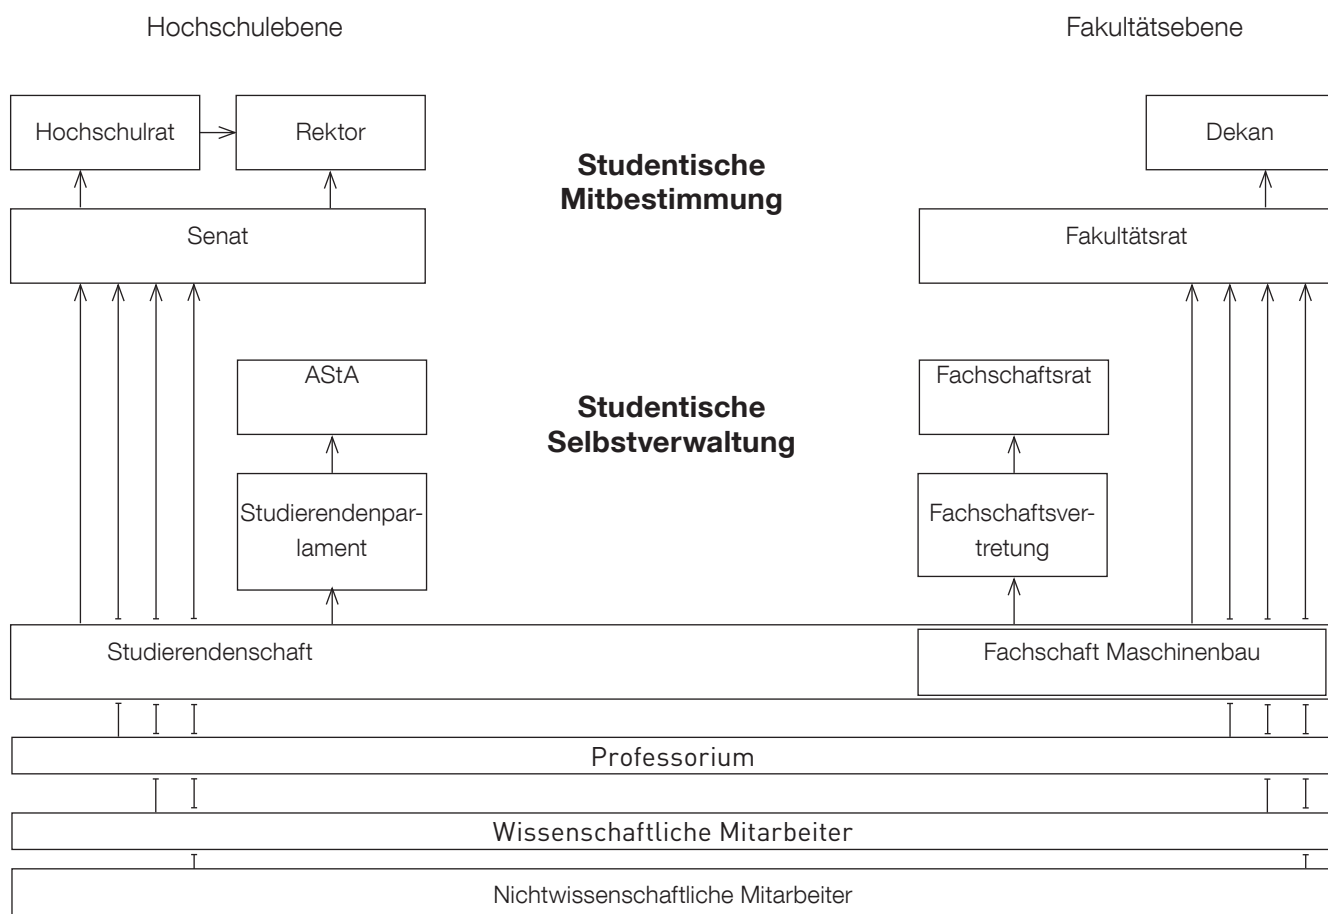 Hochschulebene
Fakultätsebene
Hochschulrat
Rektor
Dekan
Studentische
Mitbestimmung
Senat
Fakultätsrat
AStA
Fachschaftsrat
Studentische
Selbstverwaltung
Studierendenpar-
lament
Fachschaftsver-
tretung
Studierendenschaft
Fachschaft Maschinenbau
Professorium
Wissenschaftliche Mitarbeiter
Nichtwissenschaftliche Mitarbeiter